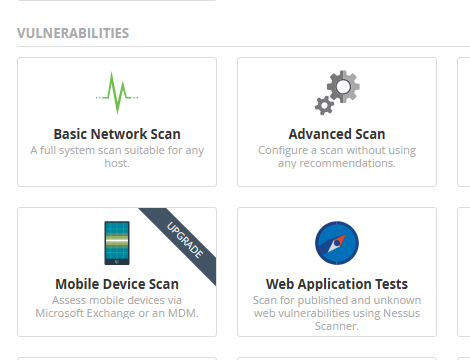 VULNERABILITIES
Basic Network Scan
A full system scan suitable for any
host.
Advanced Scan
Configure a scan without using
any recommendations.
UPGRADE
Mobile Device Scan
Assess mobile devices via
Microsoft Exchange or an MDM.
Web Application Tests
Scan for published and unknown
web vulnerabilities using Nessus
Scanner.